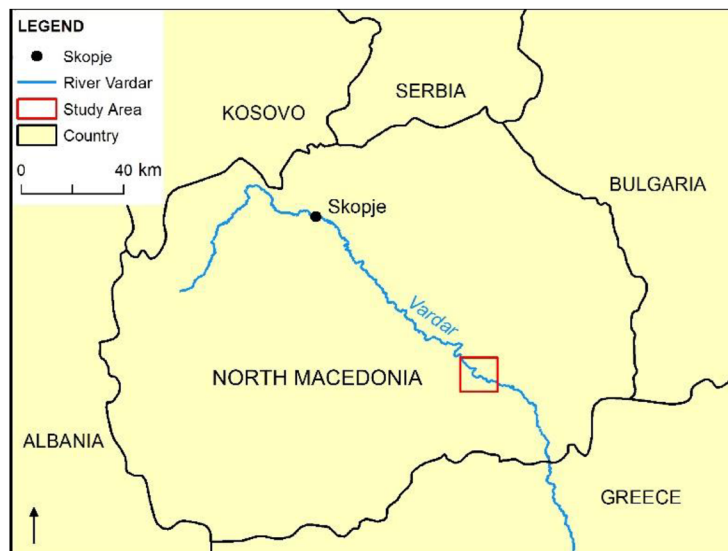 LEGEND
Skopje
River Vardar
Study Area
Country
0 40 km
KOSOVO
SERBIA
BULGARIA
Skopje
Vardar
NORTH MACEDONIA
ALBANIA
GREECE